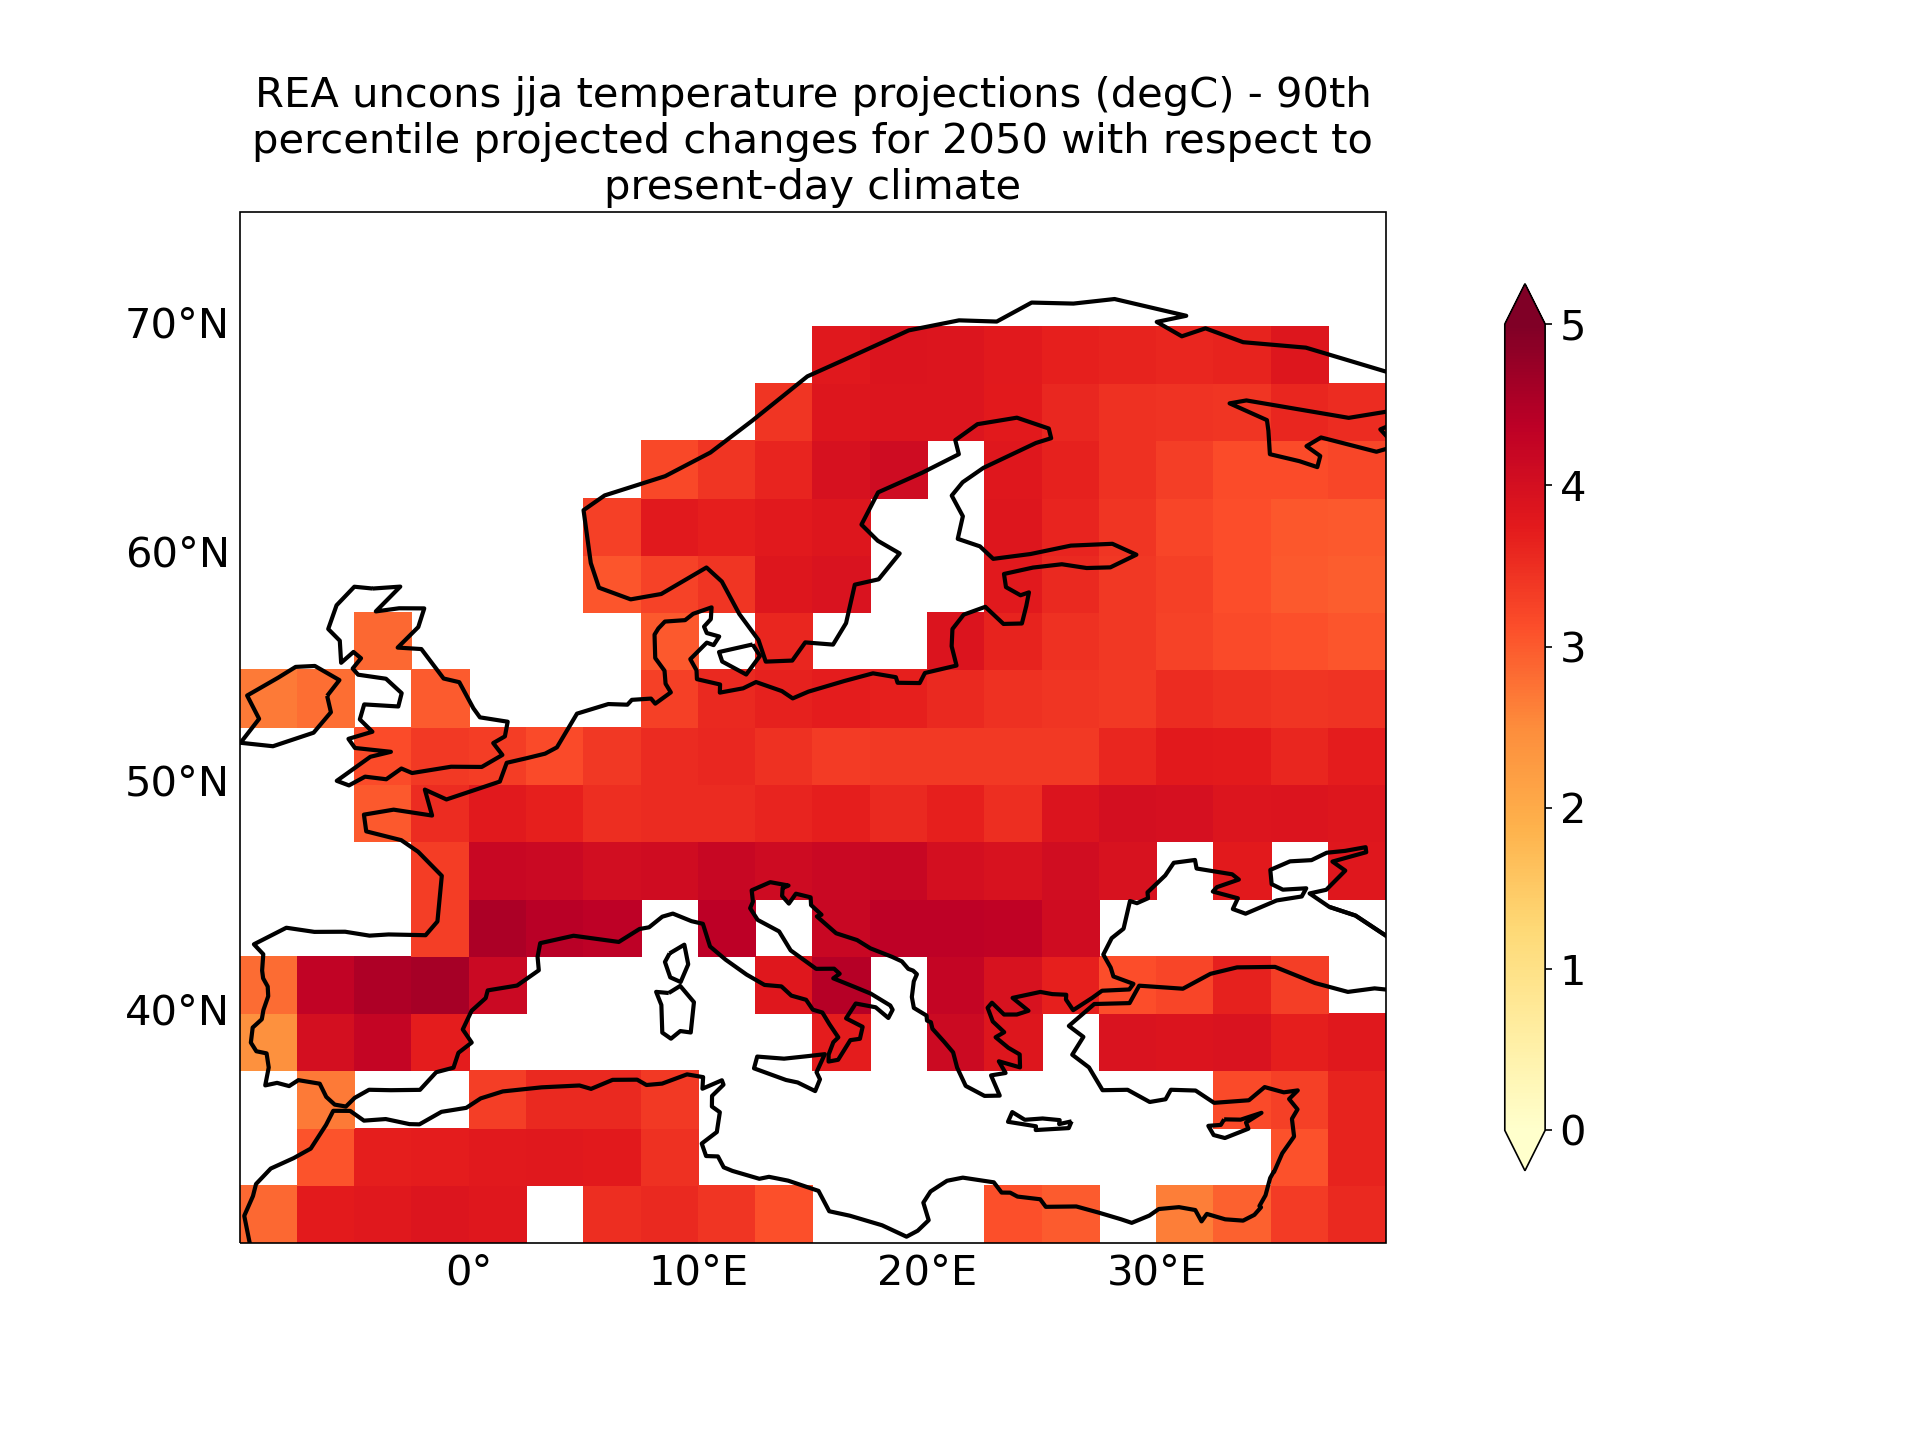 REA uncons jja temperature projections (degC) - 90th
percentile projected changes for 2050 with respect to
present-day climate
70°N
60°N
50°N
40°N
0°
10°E
20°E
30°E
5
4
3
2
1
0